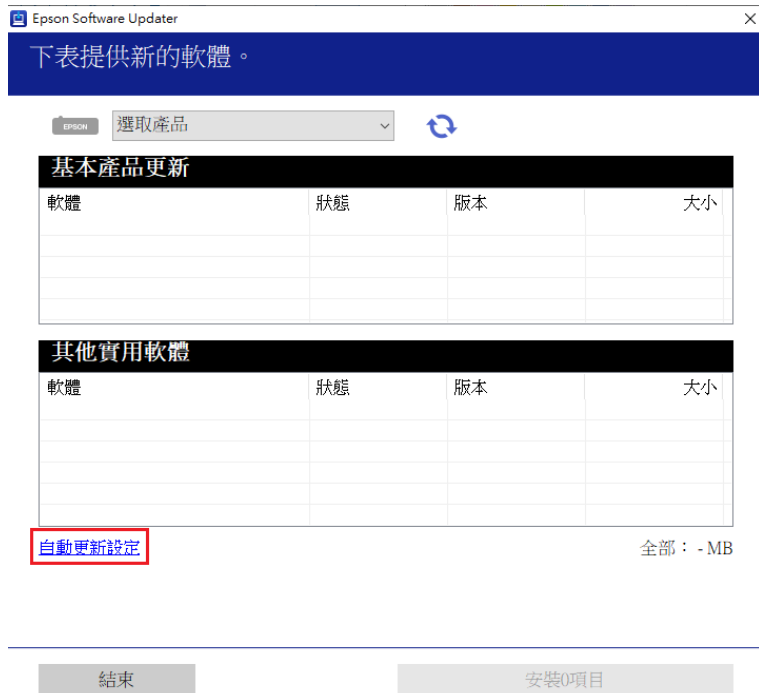 Epson Software Updater
下表提供新的軟體。
EPSON 選取產品
基本產品更新
軟體 狀態 版本 大小
其他實用軟體
軟體 狀態 版本 大小
自動更新設定 全部：- MB
結束 安裝0項目